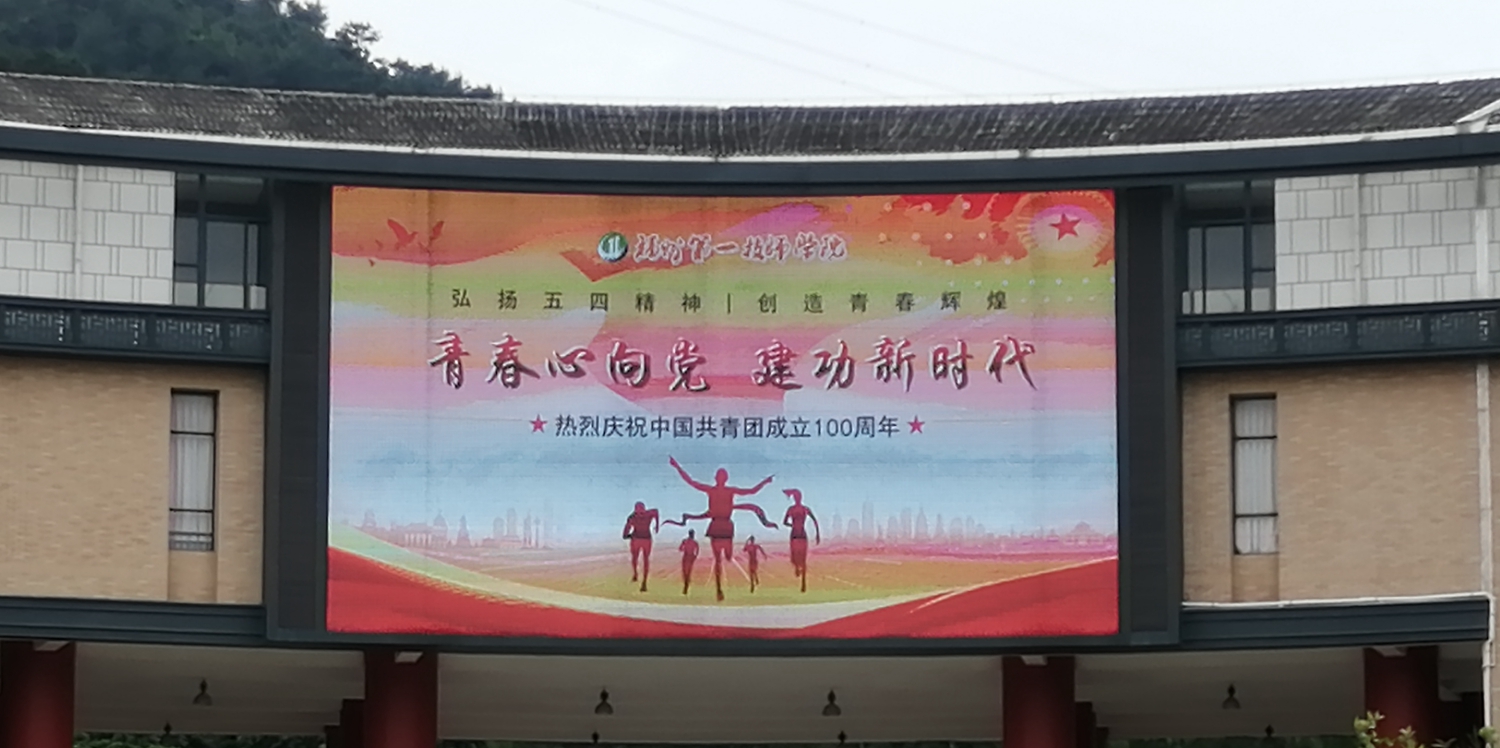 第一技师学院
弘扬五四精神|创造青春辉煌
青春心向党 建功新时代
★热烈庆祝中国共青团成立100周年★